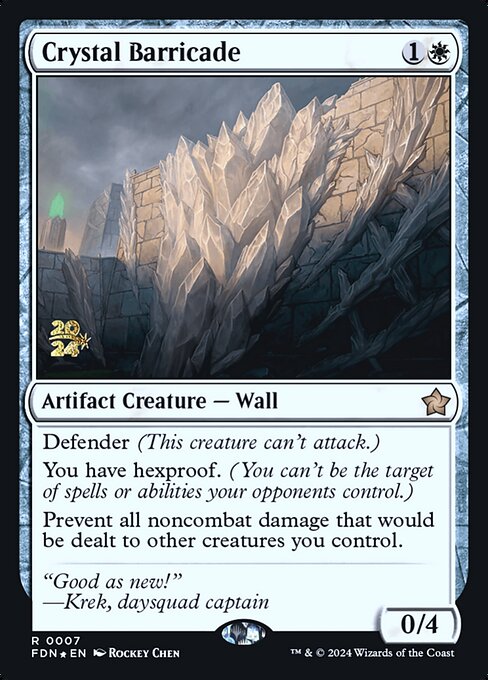 Crystal Barricade 1
20
24
Artifact Creature — Wall
Defender (This creature can't attack.)
You have hexproof. (You can't be the target
of spells or abilities your opponents control.)
Prevent all noncombat damage that would
be dealt to other creatures you control.
“Good as new!”
—Krek, daysquad captain
0/4
R 0007
FDN★EN Rockey Chen
™ & © 2024 Wizards of the Coast